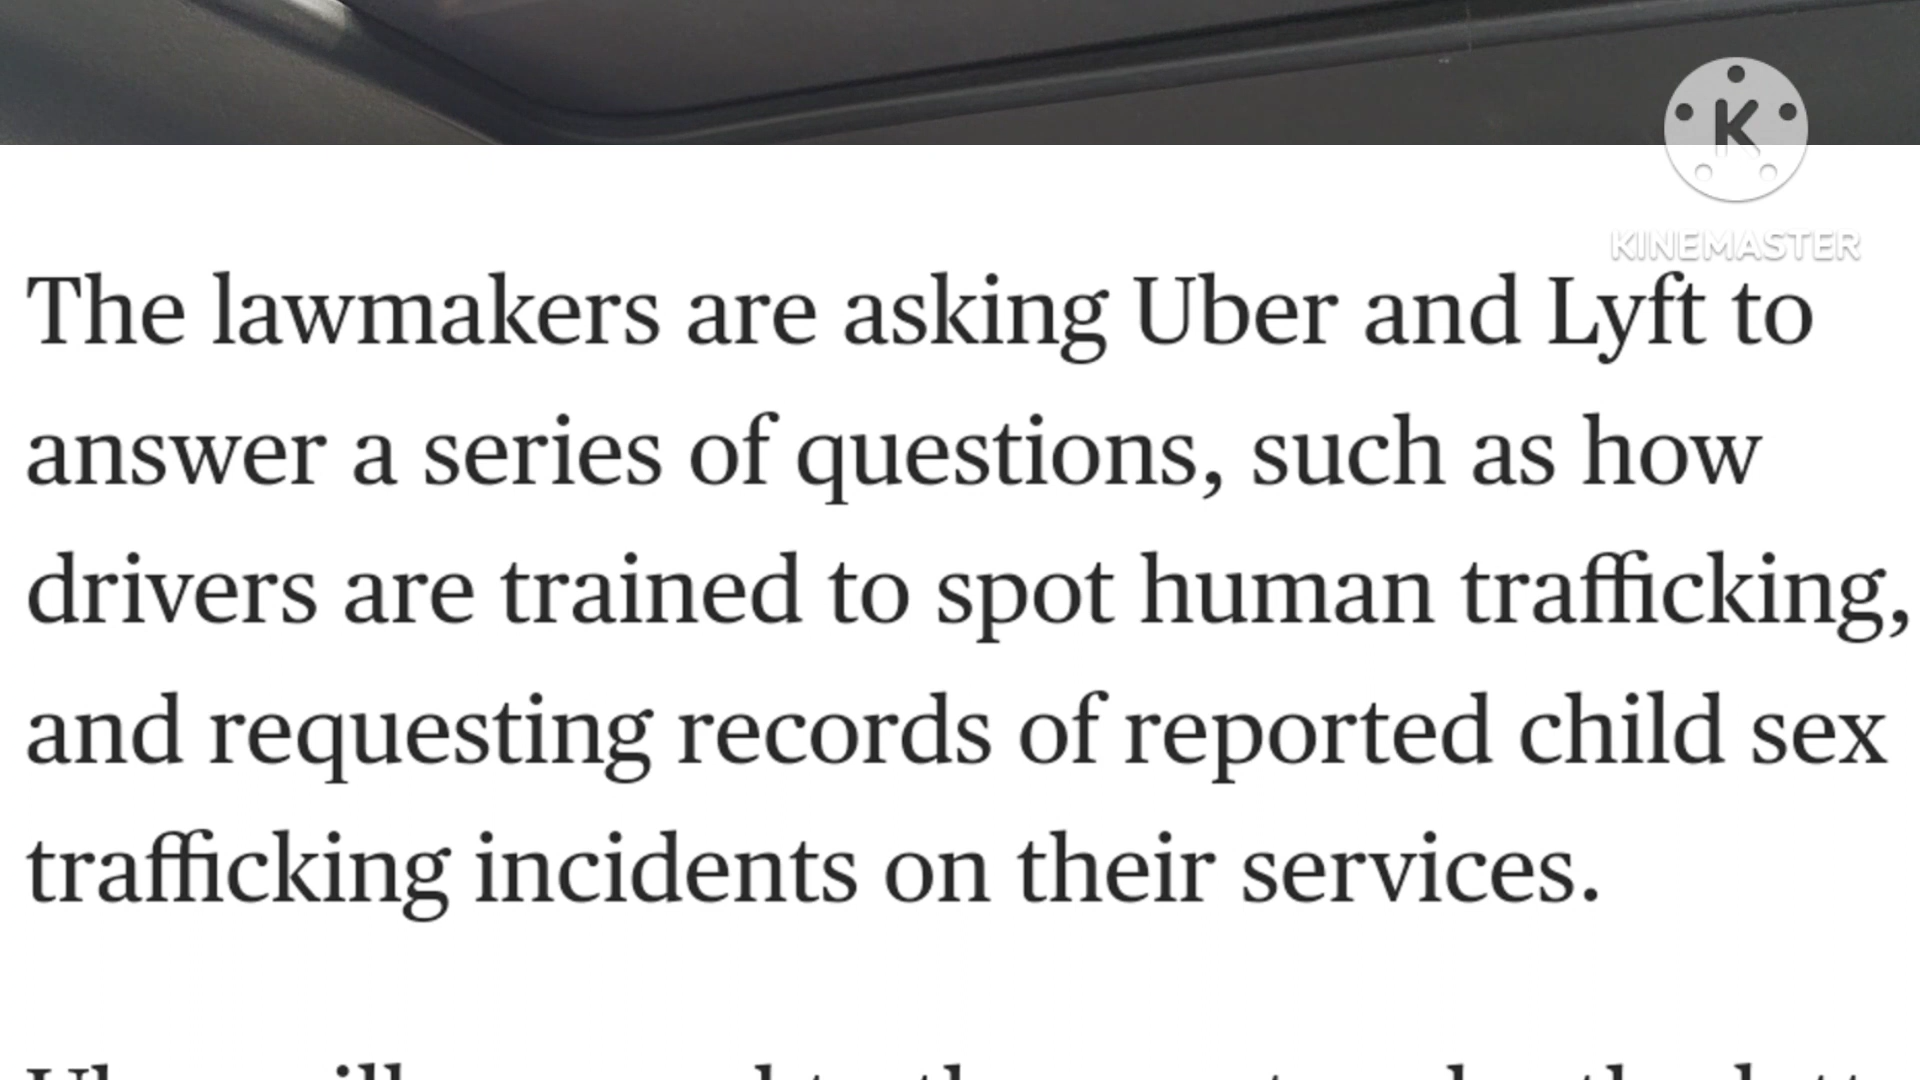 K
KINEMASTER
The lawmakers are asking Uber and Lyft to
answer a series of questions, such as how
drivers are trained to spot human trafficking,
and requesting records of reported child sex
trafficking incidents on their services.